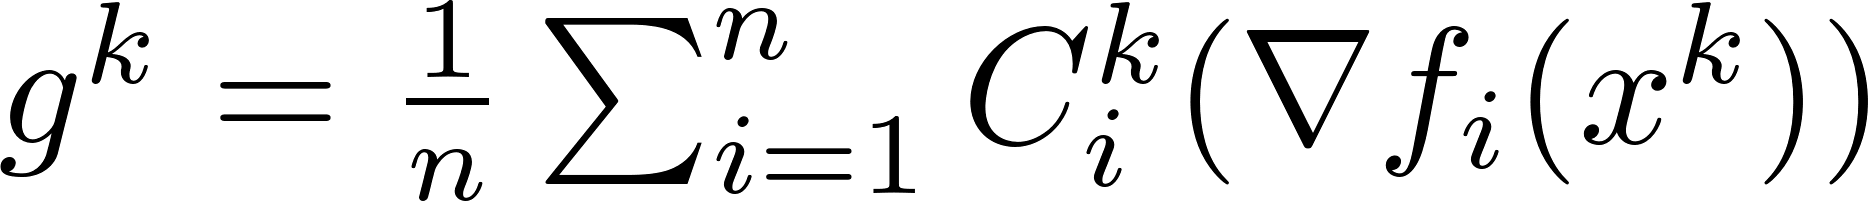 $g^k = \frac{1}{n} \sum_{i=1}^{n} C_i^k(\nabla f_i(x^k))$